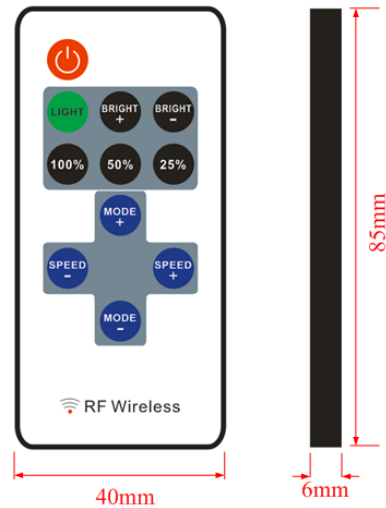 LIGHT
BRIGHT +
BRIGHT -
100%
50%
25%
MODE +
SPEED -
SPEED +
MODE -
RF Wireless
85mm
40mm
6mm